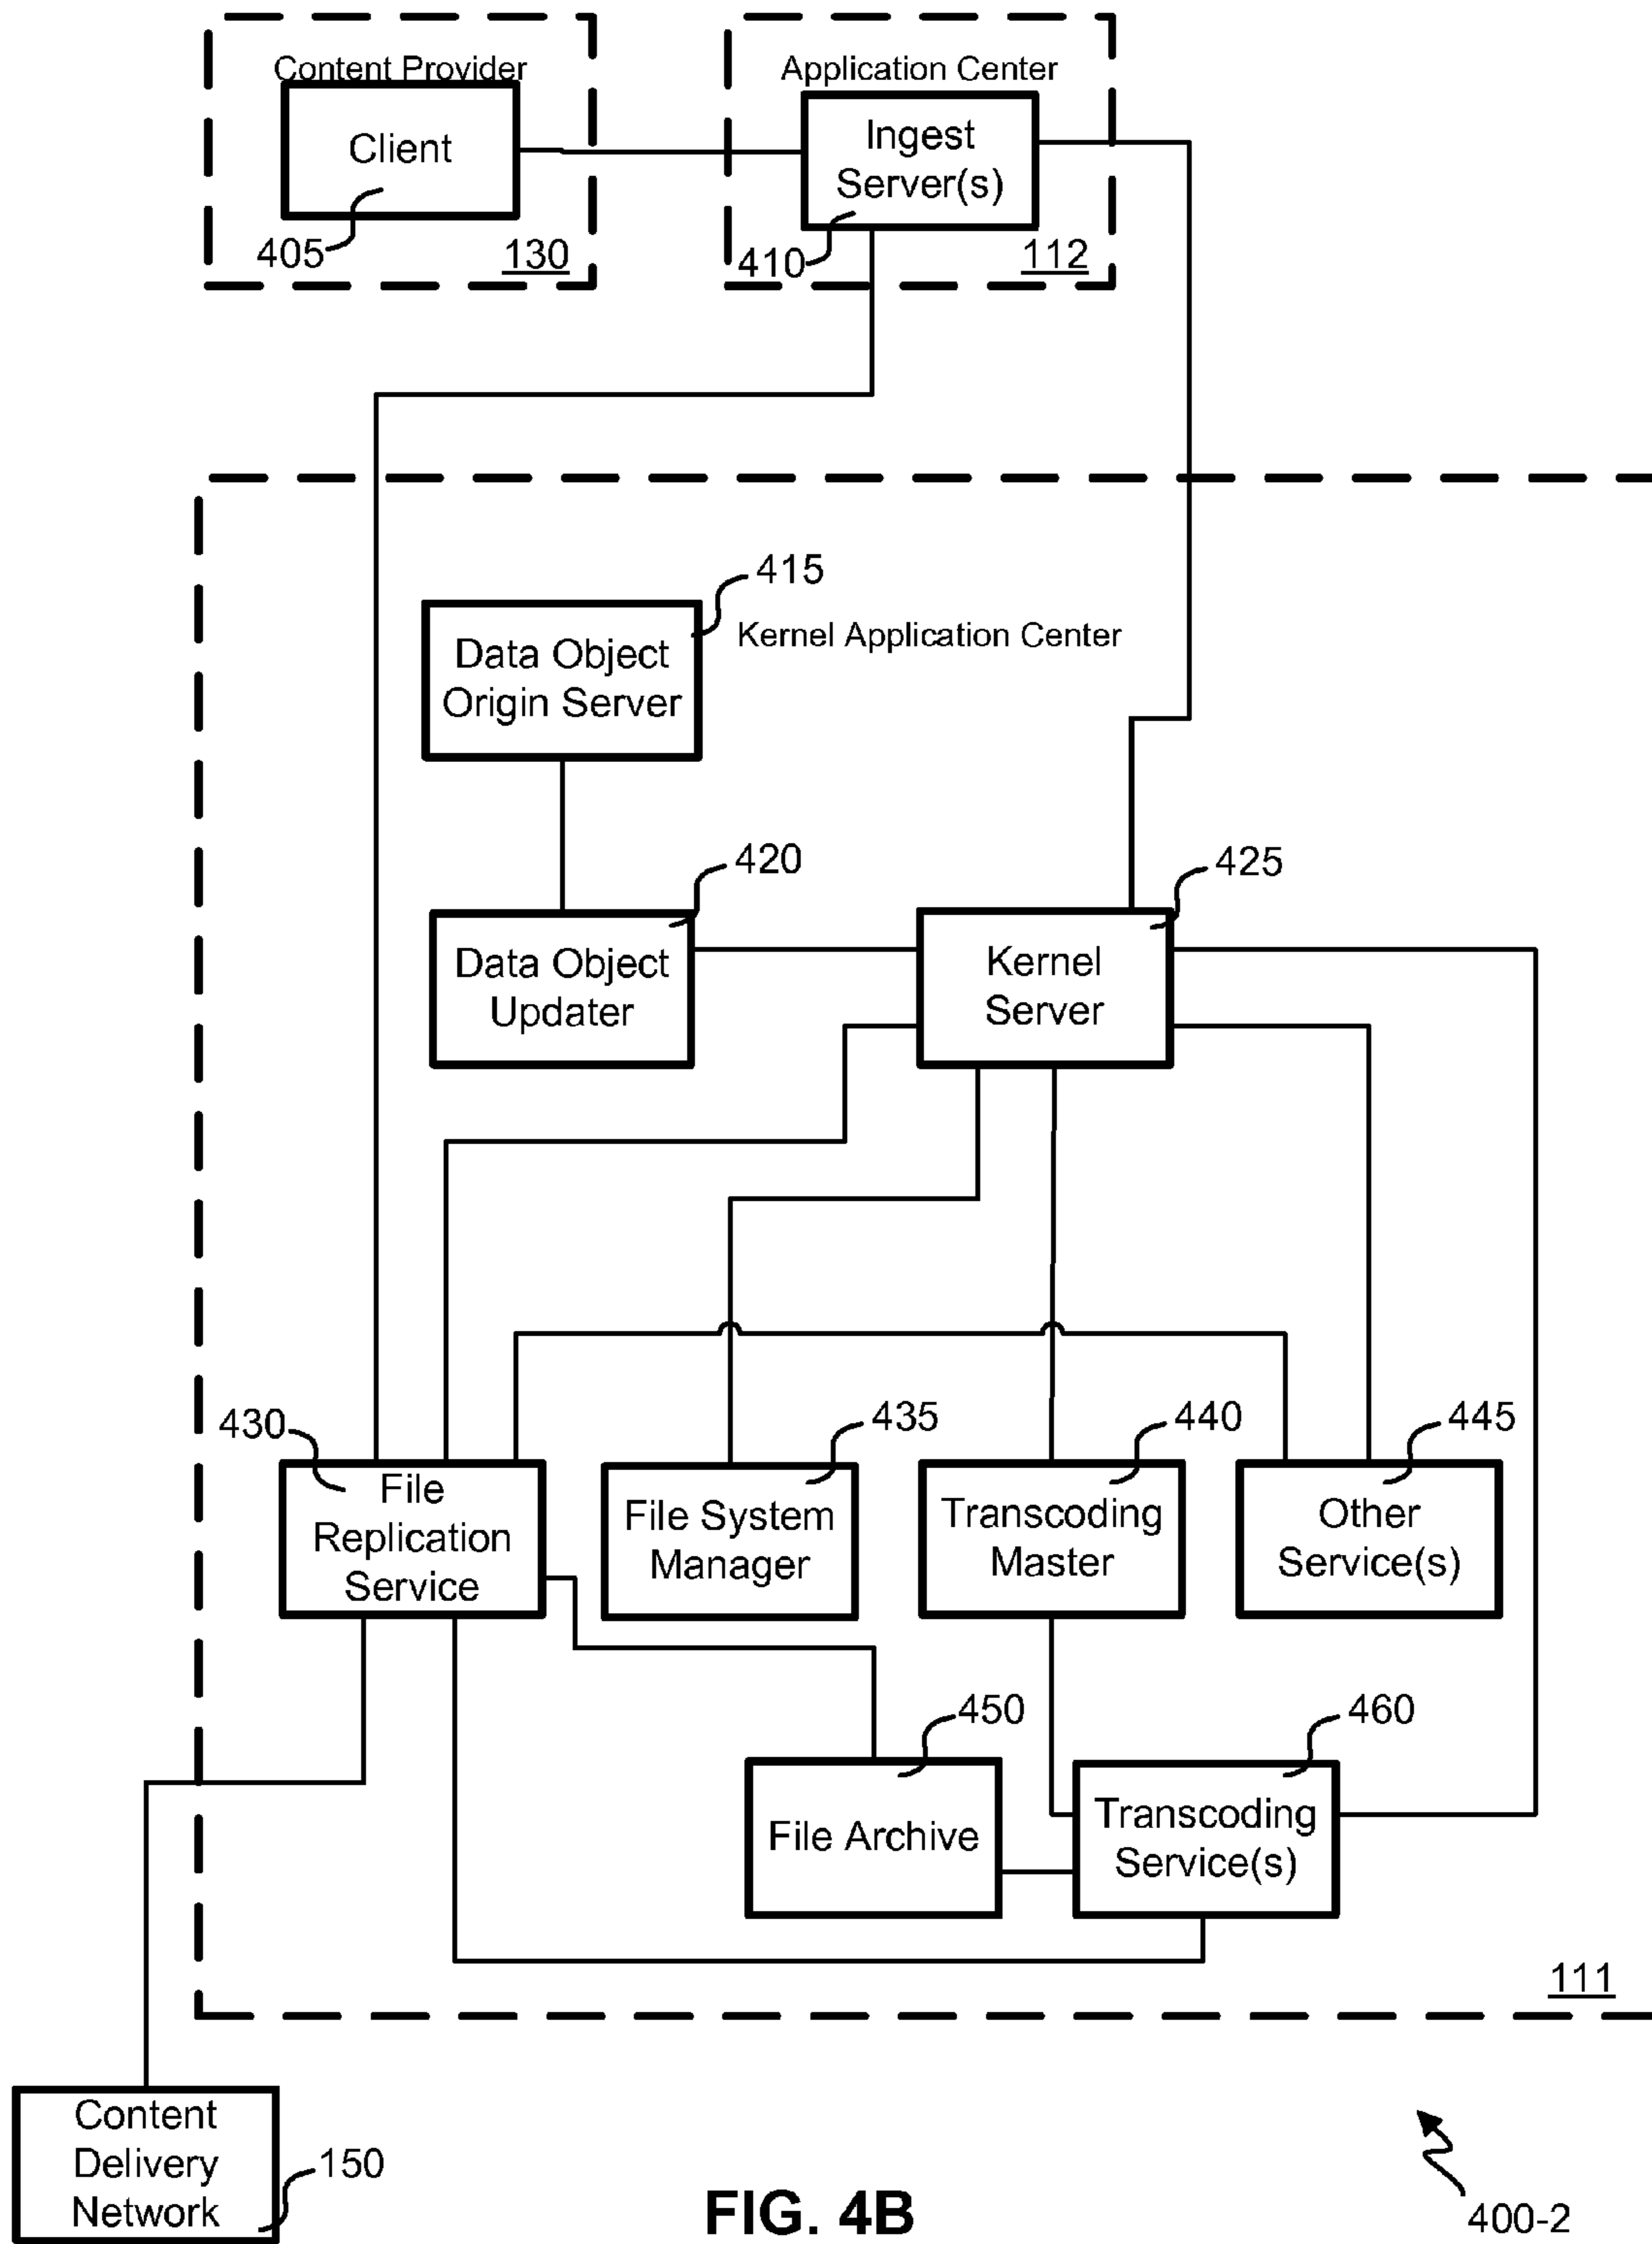 Content Provider
Client
405
130
Application Center
Ingest
Server(s)
410
112
415
Data Object
Origin Server
Kernel Application Center
420
Data Object
Updater
425
Kernel
Server
430
File
Replication
Service
435
File System
Manager
440
Transcoding
Master
445
Other
Service(s)
450
File Archive
460
Transcoding
Service(s)
111
Content
Delivery
Network
150
FIG. 4B
400-2